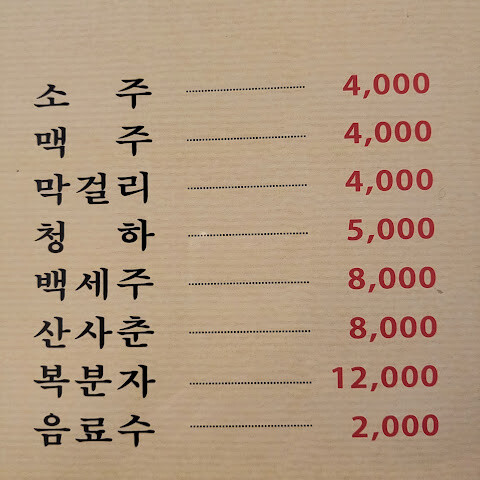 소 주 4,000
맥 주 4,000
막걸리 4,000
청 하 5,000
백세주 8,000
산사춘 8,000
복분자 12,000
음료수 2,000